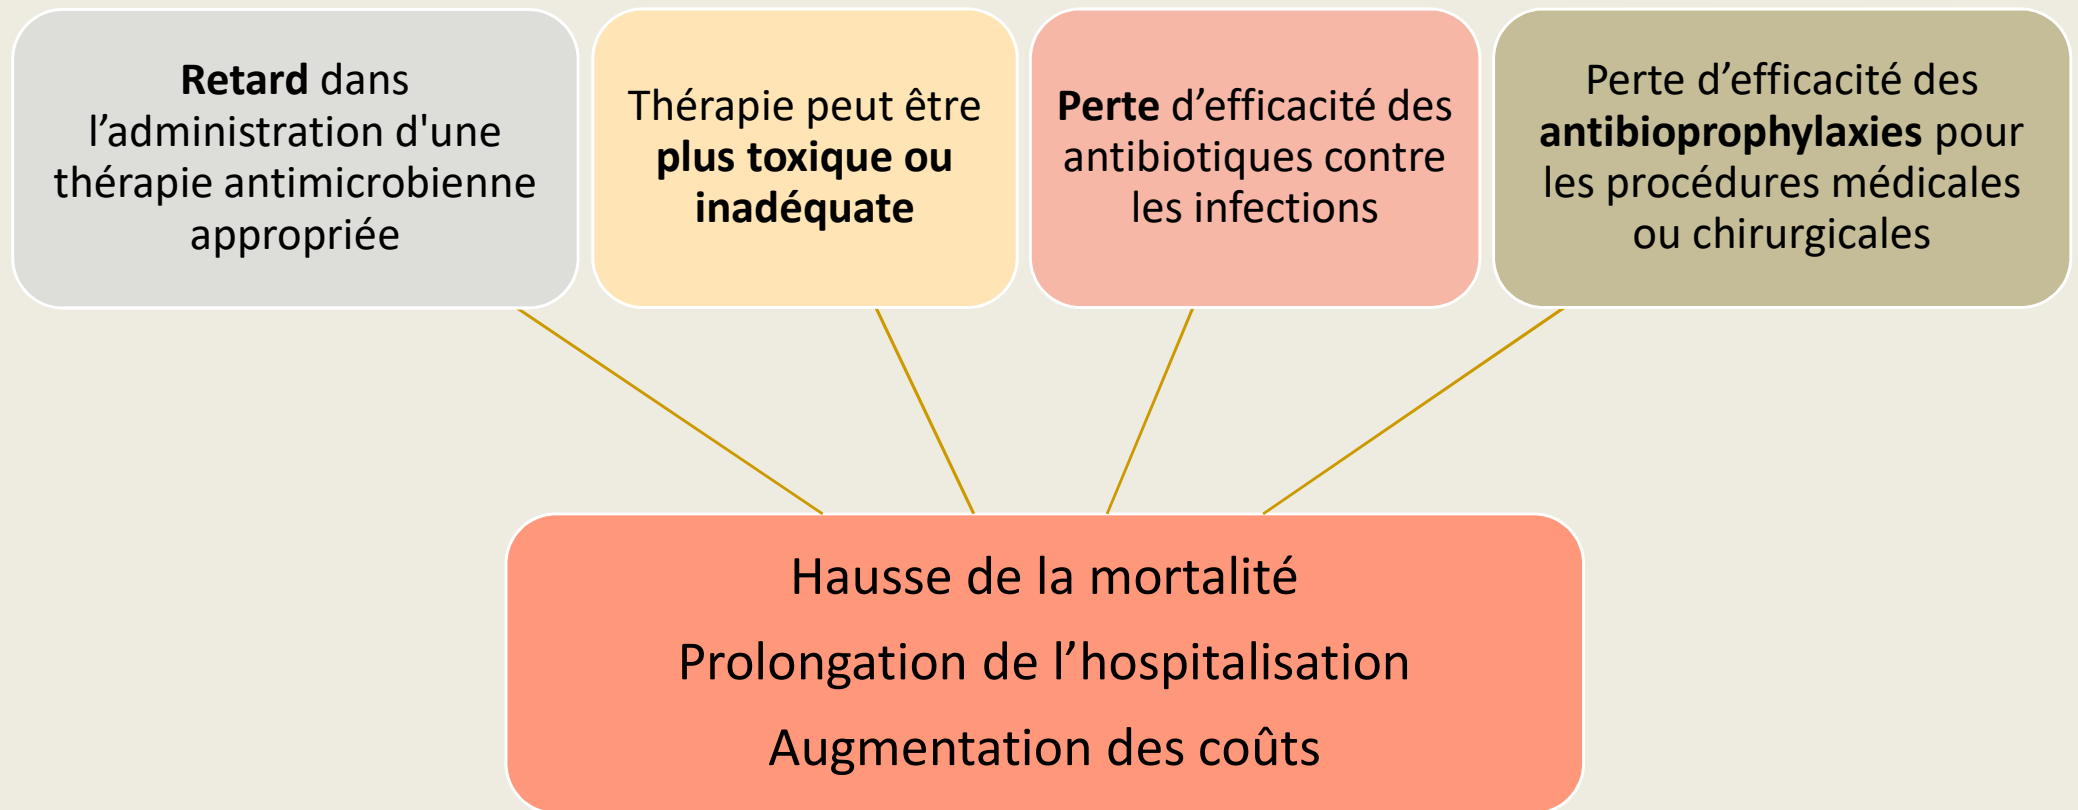 Retard dans
l’administration d'une
thérapie antimicrobienne
appropriée
Thérapie peut être
plus toxique ou
inadéquate
Perte d’efficacité des
antibiotiques contre
les infections
Perte d’efficacité des
antibioprophylaxies pour
les procédures médicales
ou chirurgicales
Hausse de la mortalité
Prolongation de l’hospitalisation
Augmentation des coûts